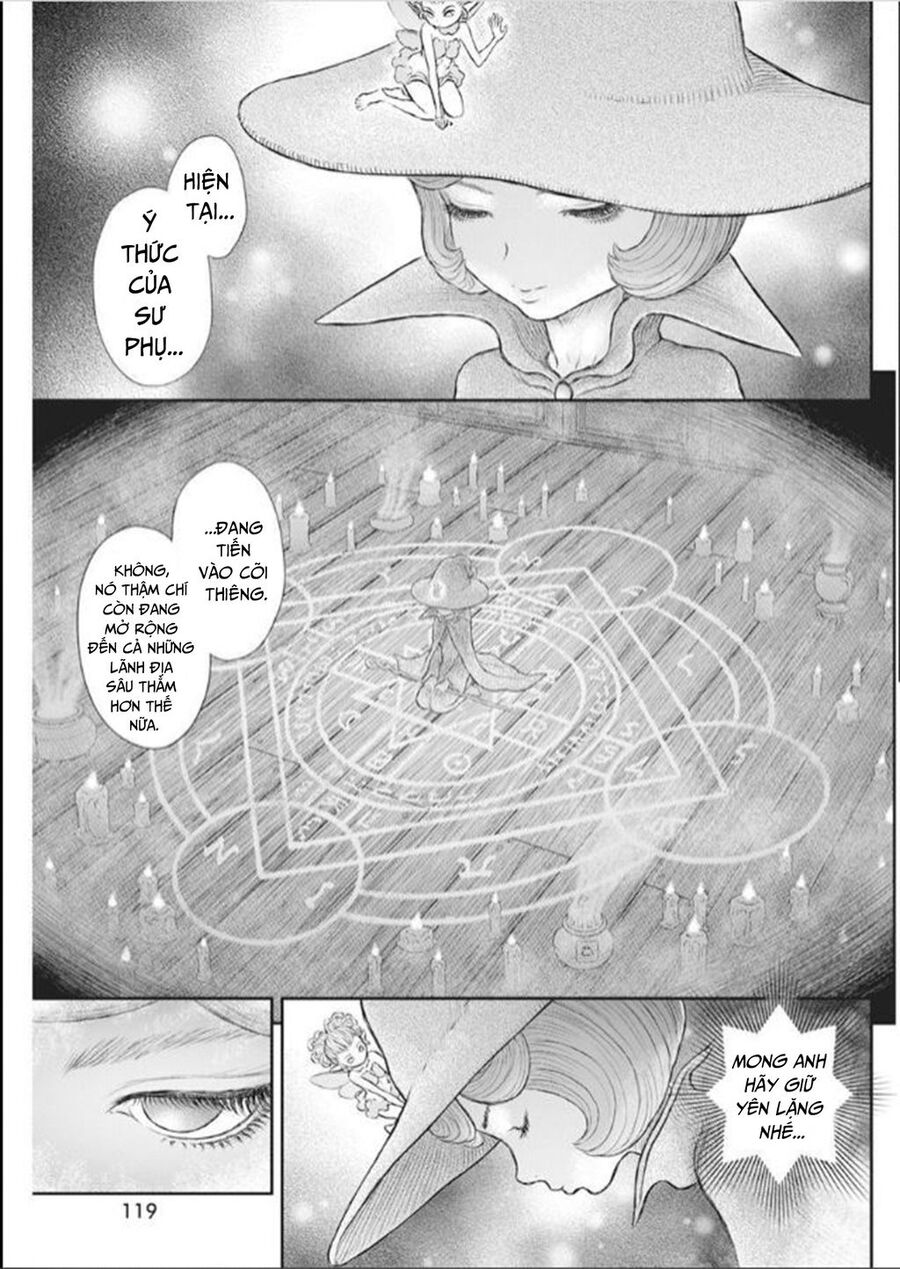 HIỆN
TẠI...
Ý
THỨC
CỦA
SƯ
PHỤ...
...ĐANG
TIẾN
VÀO CÕI
THIÊNG.
KHÔNG,
NÓ THẬM CHÍ
CÒN ĐANG
MỞ RỘNG
ĐẾN CẢ NHỮNG
LÃNH ĐỊA
SÂU THẲM
HƠN THẾ
NỮA.
MONG ANH
HÃY GIỮ
YÊN LẶNG
NHÉ...
119